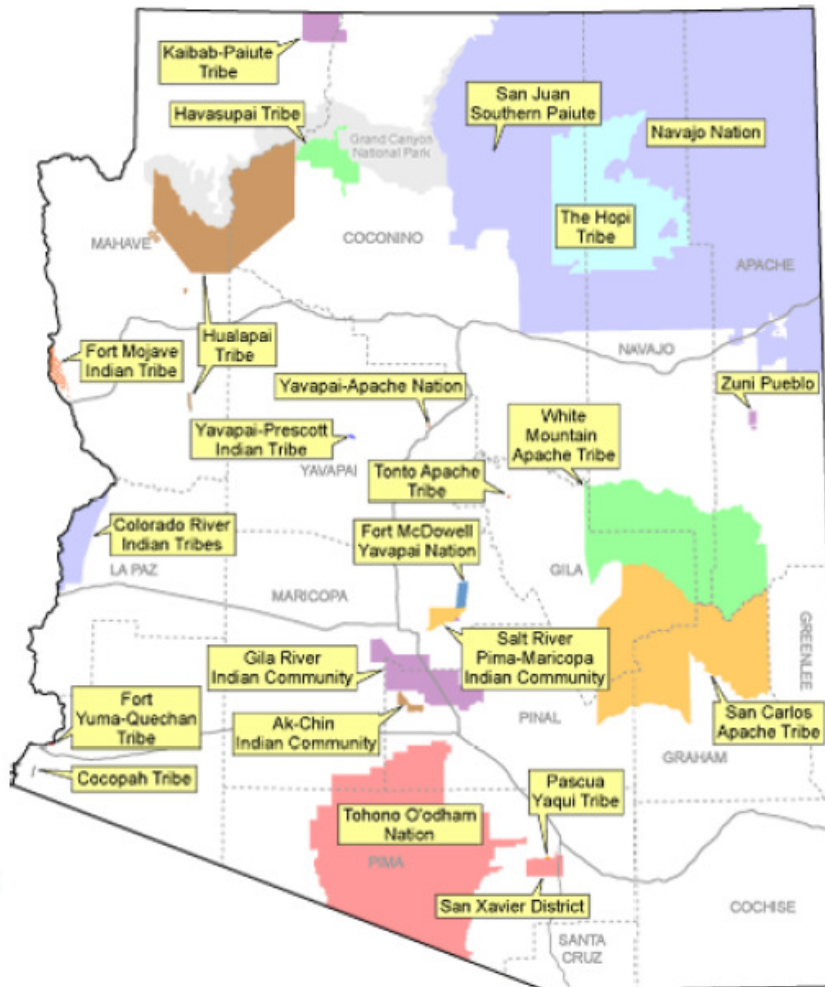 Kaibab-Paiute
Tribe
Havasupai Tribe
San Juan
Southern Paiute
Navajo Nation
Grand Canyon
National Park
The Hopi
Tribe
MAHAVE
COCONINO
APACHE
Hualapai
Tribe
NAVAJO
Fort Mojave
Indian Tribe
Yavapai-Apache Nation
Zuni Pueblo
White
Mountain
Apache Tribe
Yavapai-Prescott
Indian Tribe
YAVAPAI
Tonto Apache
Tribe
Colorado River
Indian Tribes
Fort McDowell
Yavapai Nation
LA PAZ
GILA
MARICOPA
GREENLEE
Salt River
Pima-Maricopa
Indian Community
Gila River
Indian Community
Fort
Yuma-Quechan
Tribe
Ak-Chin
Indian Community
PINAL
San Carlos
Apache Tribe
GRAHAM
Cocopah Tribe
Pascua
Yaqui Tribe
Tohono O'odham
Nation
PIMA
San Xavier District
COCHISE
SANTA
CRUZ